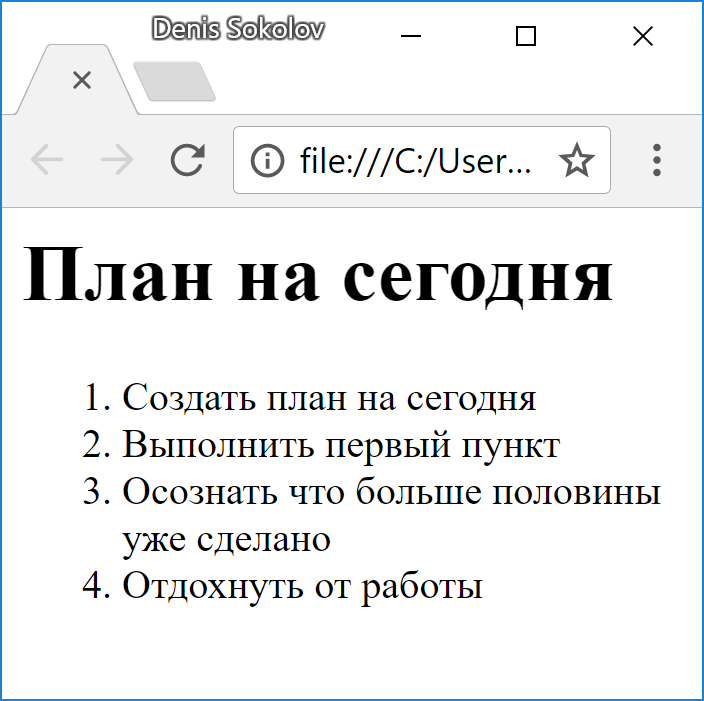 Denis Sokolov
file:///C:/User...
План на сегодня
1. Создать план на сегодня
2. Выполнить первый пункт
3. Осознать что больше половины
уже сделано
4. Отдохнуть от работы